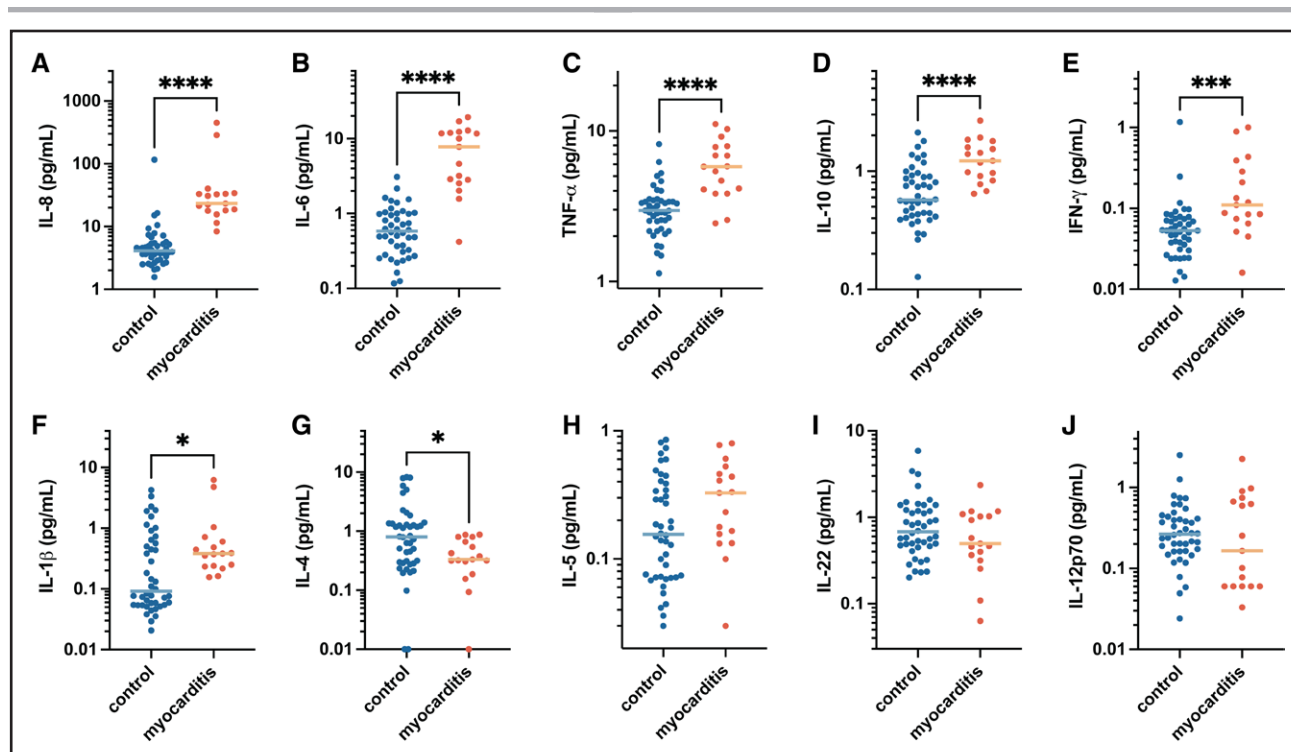 A
IL-8 (pg/mL)
1000
100
10
1
****
control
myocarditis
B
IL-6 (pg/mL)
100
10
1
0.1
****
control
myocarditis
C
TNF-α (pg/mL)
10
1
****
control
myocarditis
D
IL-10 (pg/mL)
10
1
0.1
****
control
myocarditis
E
IFN-γ (pg/mL)
1
0.1
0.01
***
control
myocarditis
F
IL-1β (pg/mL)
10
1
0.1
0.01
*
control
myocarditis
G
IL-4 (pg/mL)
10
1
0.1
0.01
*
control
myocarditis
H
IL-5 (pg/mL)
1
0.1
control
myocarditis
I
IL-22 (pg/mL)
10
1
0.1
control
myocarditis
J
IL-12p70 (pg/mL)
1
0.1
0.01
control
myocarditis